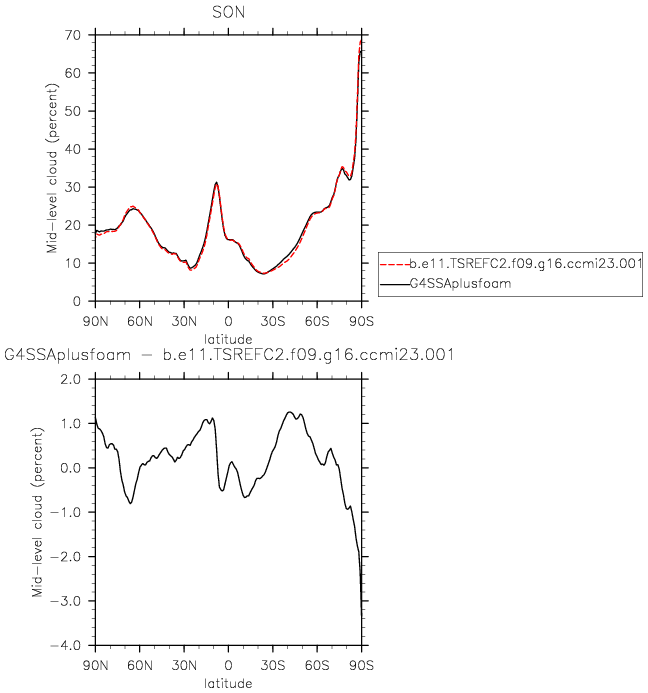 SON
70
60
50
40
30
20
10
0
Mid-level cloud (percent)
90N 60N 30N 0 30S 60S 90S
latitude
b.e11.TSREFC2.f09.g16.ccmi23.001
G4SSAplusfoam
G4SSAplusfoam - b.e11.TSREFC2.f09.g16.ccmi23.001
2.0
1.0
0.0
-1.0
-2.0
-3.0
-4.0
Mid-level cloud (percent)
90N 60N 30N 0 30S 60S 90S
latitude